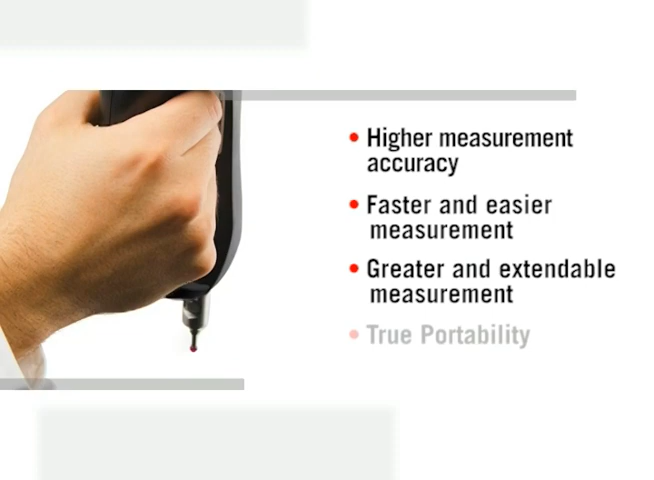 • Higher measurement
accuracy
• Faster and easier
measurement
• Greater and extendable
measurement
• True Portability